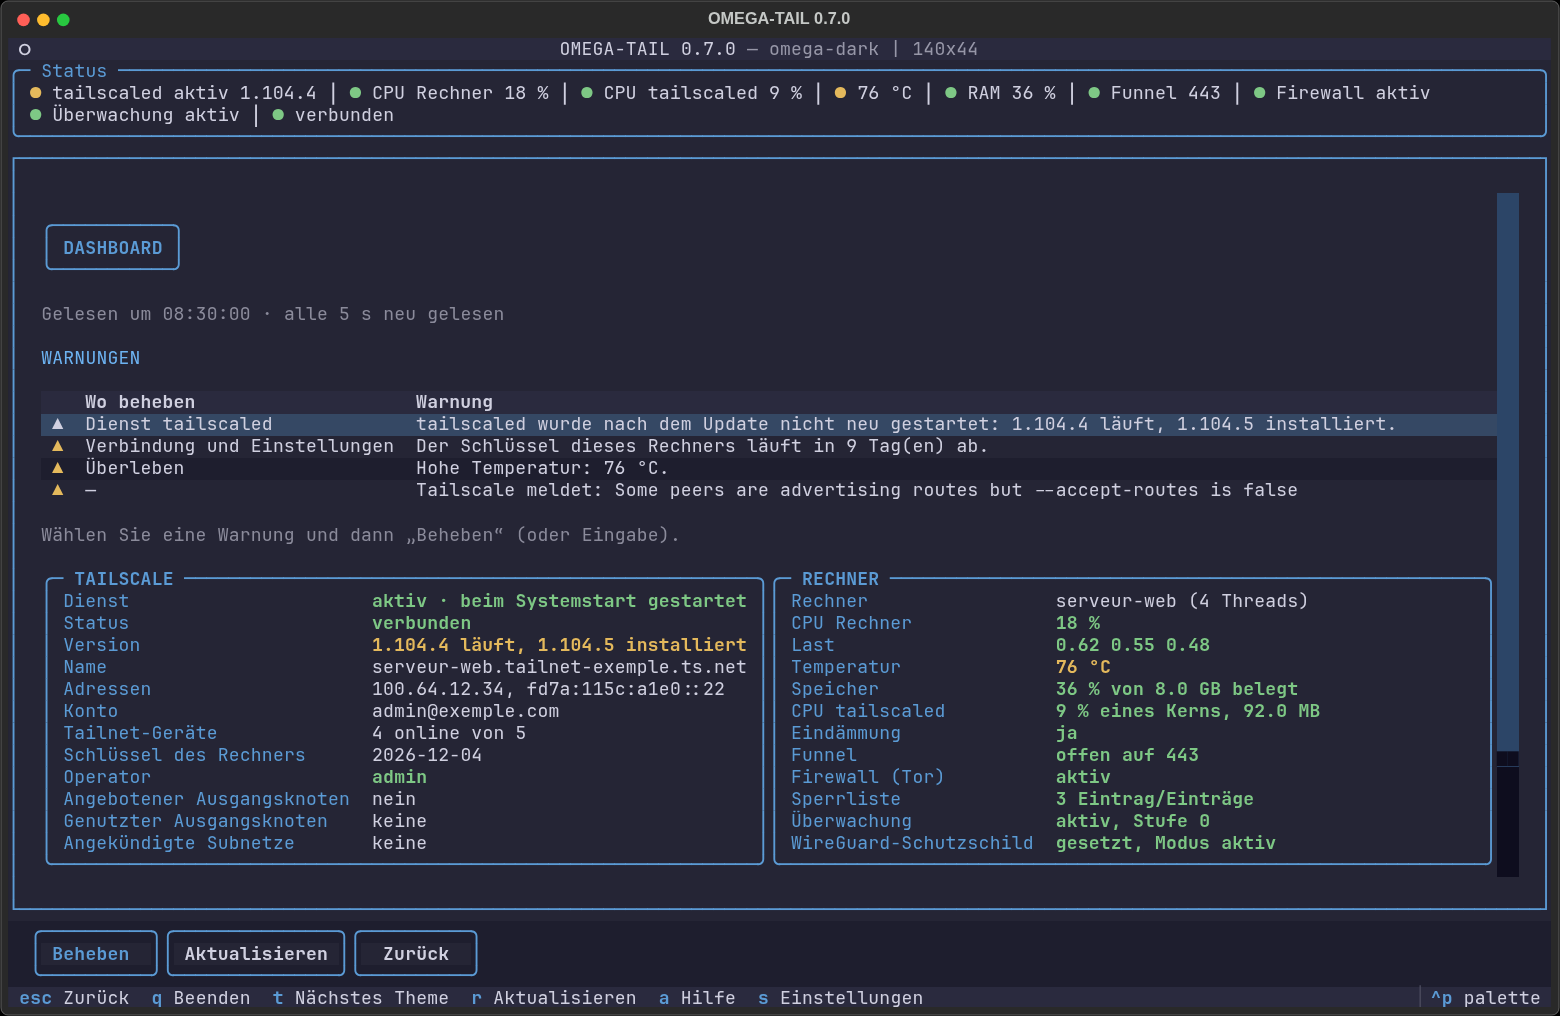 OMEGA-TAIL 0.7.0
OMEGA-TAIL 0.7.0 — omega-dark | 140x44
Status
● tailscaled aktiv 1.104.4 │ ● CPU Rechner 18 % │ ● CPU tailscaled 9 % │ ● 76 °C │ ● RAM 36 % │ ● Funnel 443 │ ● Firewall aktiv
● Überwachung aktiv │ ● verbunden
DASHBOARD
Gelesen um 08:30:00 · alle 5 s neu gelesen
WARNUNGEN
Wo beheben Warnung
▲ Dienst tailscaled tailscaled wurde nach dem Update nicht neu gestartet: 1.104.4 läuft, 1.104.5 installiert.
▲ Verbindung und Einstellungen Der Schlüssel dieses Rechners läuft in 9 Tag(en) ab.
▲ Überleben Hohe Temperatur: 76 °C.
▲ — Tailscale meldet: Some peers are advertising routes but --accept-routes is false
Wählen Sie eine Warnung und dann „Beheben“ (oder Eingabe).
TAILSCALE
Dienst aktiv · beim Systemstart gestartet
Status verbunden
Version 1.104.4 läuft, 1.104.5 installiert
Name serveur-web.tailnet-exemple.ts.net
Adressen 100.64.12.34, fd7a:115c:a1e0::22
Konto admin@exemple.com
Tailnet-Geräte 4 online von 5
Schlüssel des Rechners 2026-12-04
Operator admin
Angebotener Ausgangsknoten nein
Genutzter Ausgangsknoten keine
Angekündigte Subnetze keine
RECHNER
Rechner serveur-web (4 Threads)
CPU Rechner 18 %
Last 0.62 0.55 0.48
Temperatur 76 °C
Speicher 36 % von 8.0 GB belegt
CPU tailscaled 9 % eines Kerns, 92.0 MB
Eindämmung ja
Funnel offen auf 443
Firewall (Tor) aktiv
Sperrliste 3 Eintrag/Einträge
Überwachung aktiv, Stufe 0
WireGuard-Schutzschild gesetzt, Modus aktiv
Beheben Aktualisieren Zurück
esc Zurück q Beenden t Nächstes Theme r Aktualisieren a Hilfe s Einstellungen ^p palette